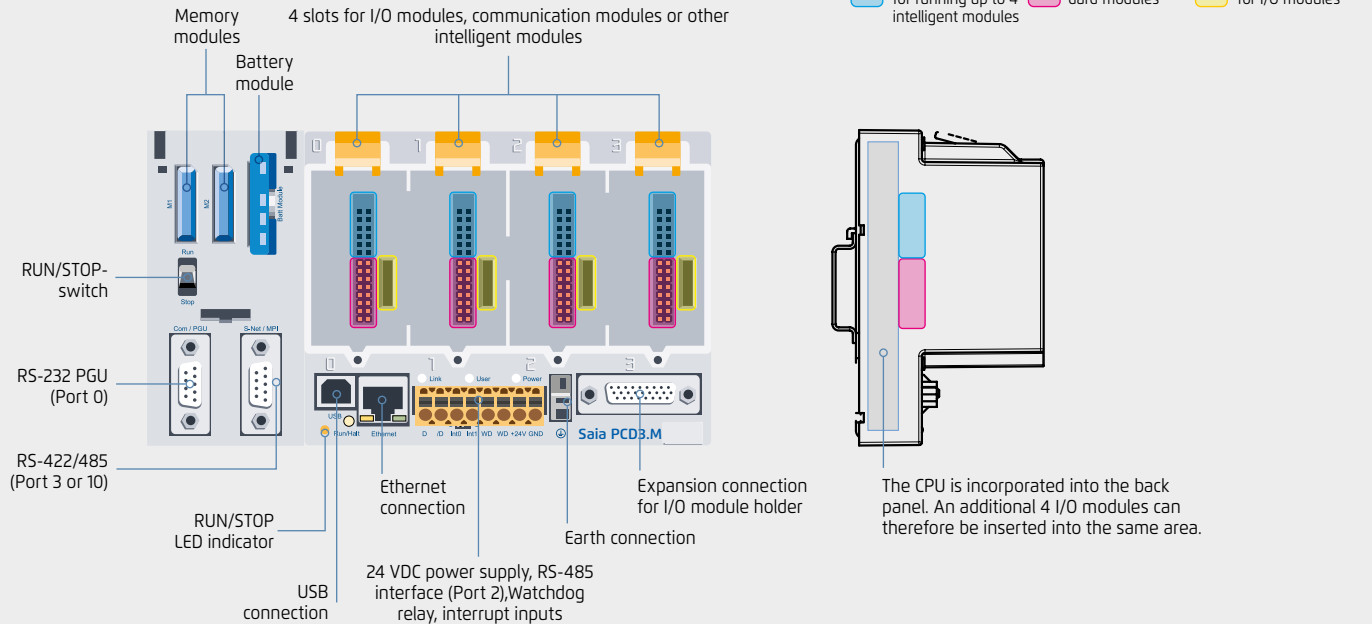 Memory
modules
4 slots for I/O modules, communication modules or other
intelligent modules
for running up to 4
intelligent modules
dard modules
for I/O modules
Battery
module
0
1
2
3
M1
M2
Batt Module
Run
RUN/STOP-
switch
Stop
Com / PGU
S-Net / MPI
RS-232 PGU
(Port 0)
0
1
2
3
Link
User
Power
USB
Run/Halt
Ethernet
D /D Int0 Int1 WD WD +24V GND
Saia PCD3.M
RS-422/485
(Port 3 or 10)
Ethernet
connection
Expansion connection
for I/O module holder
The CPU is incorporated into the back
panel. An additional 4 I/O modules can
therefore be inserted into the same area.
RUN/STOP
LED indicator
Earth connection
USB
connection
24 VDC power supply, RS-485
interface (Port 2),Watchdog
relay, interrupt inputs